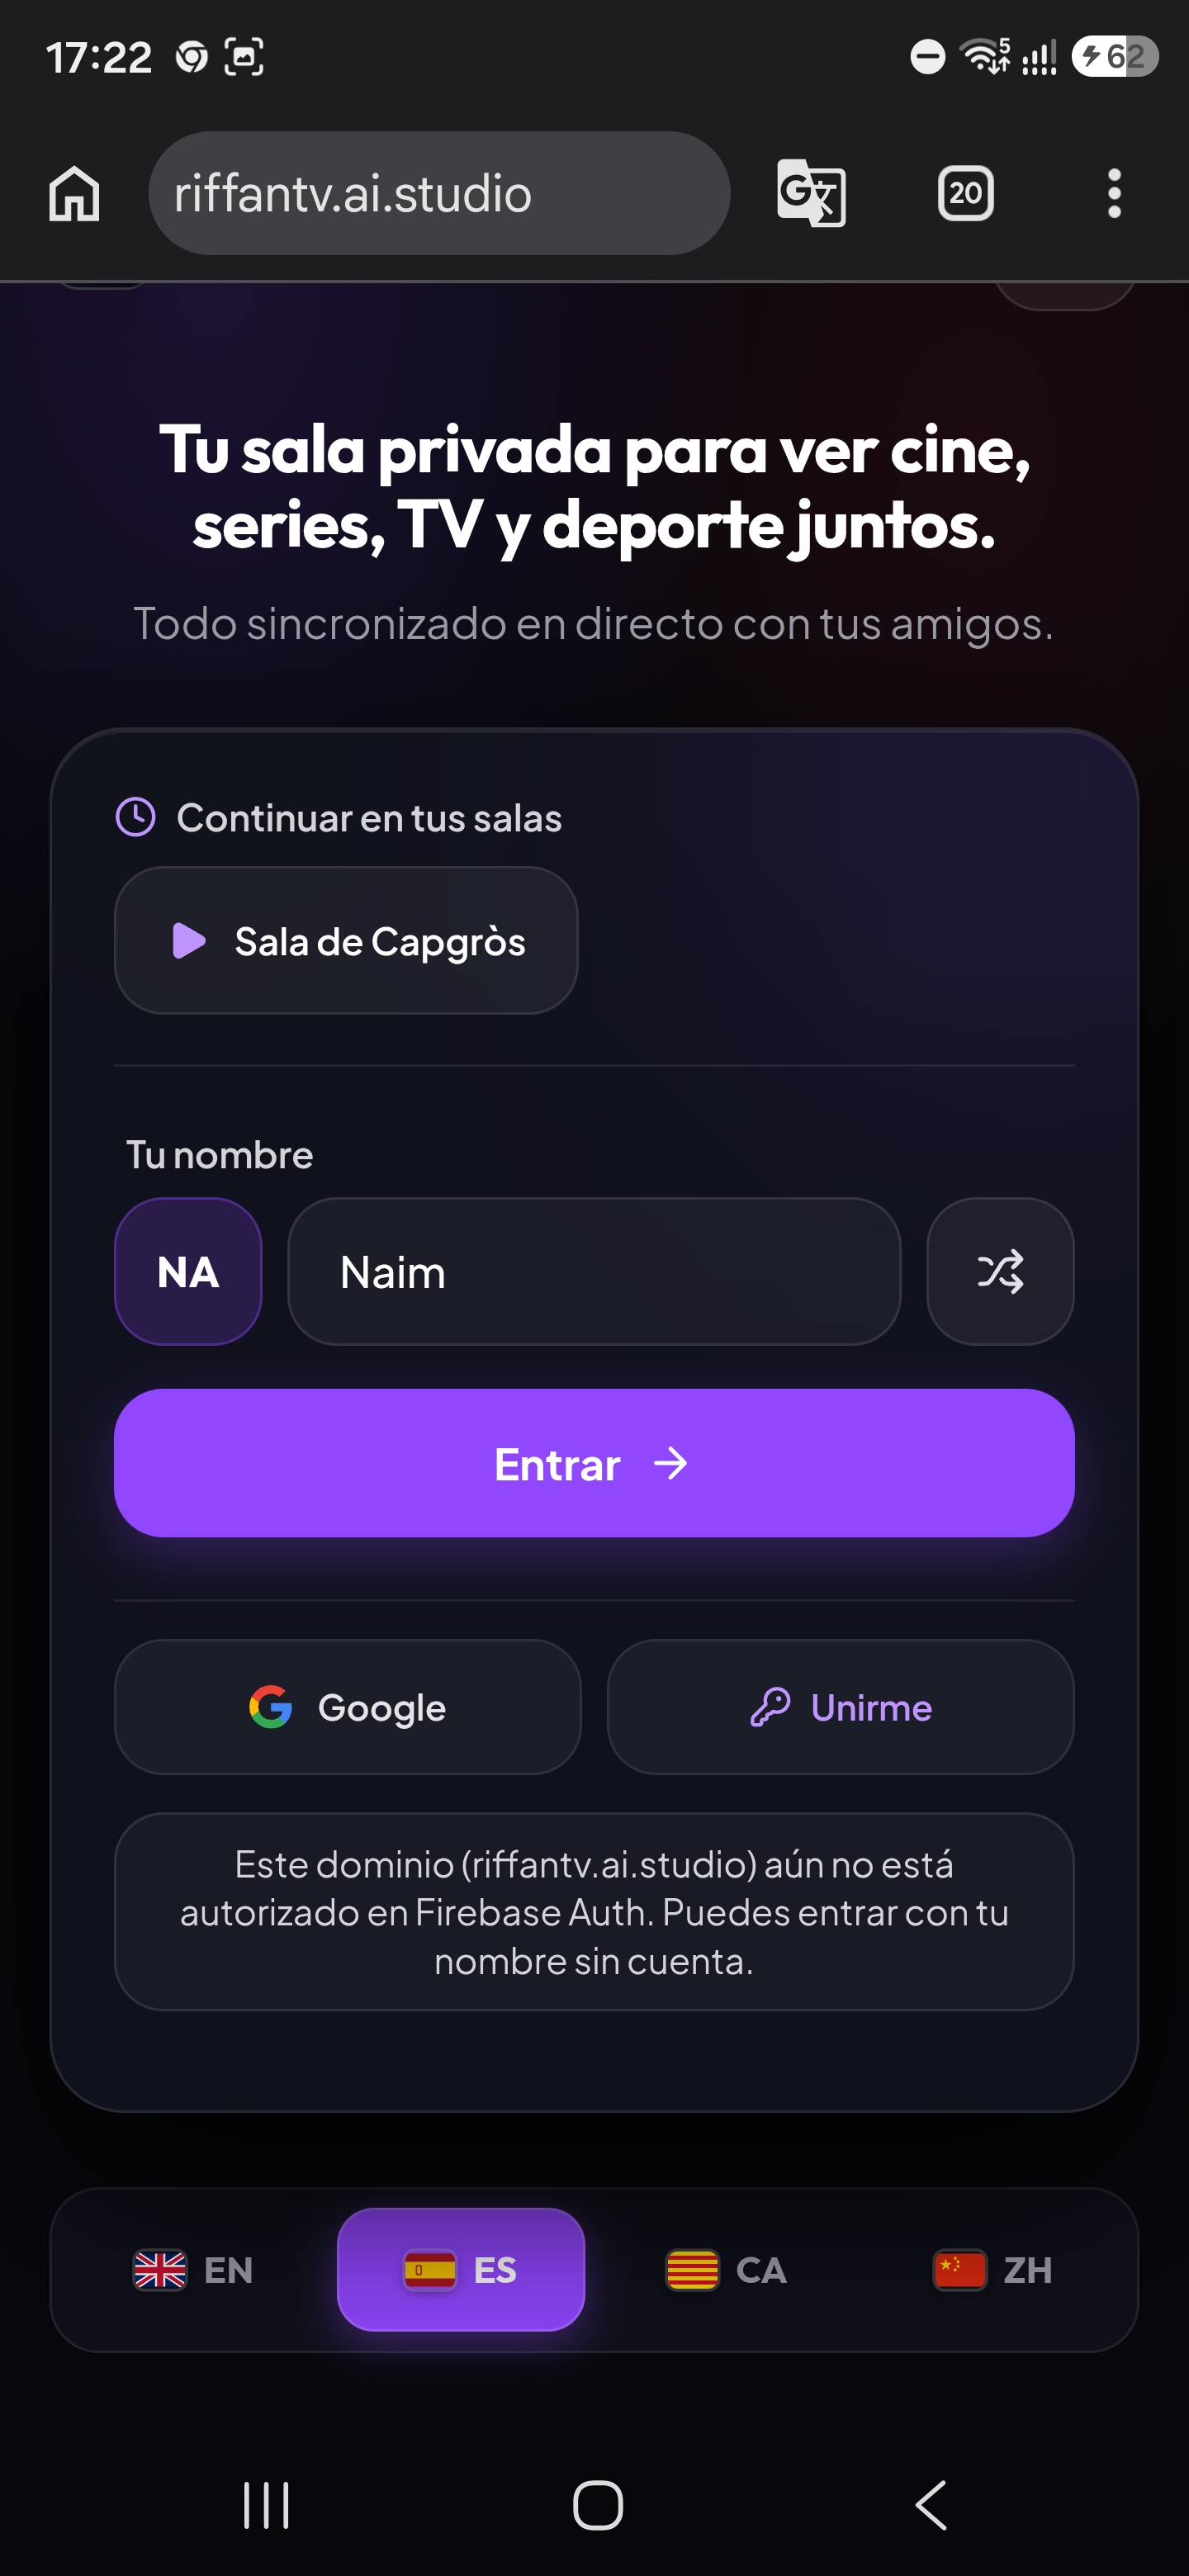 17:22
5
62
riffantv.ai.studio
20
Tu sala privada para ver cine,
series, TV y deporte juntos.
Todo sincronizado en directo con tus amigos.
Continuar en tus salas
Sala de Capgròs
Tu nombre
NA
Naim
Entrar
Google
Unirme
Este dominio (riffantv.ai.studio) aún no está
autorizado en Firebase Auth. Puedes entrar con tu
nombre sin cuenta.
EN
ES
CA
ZH